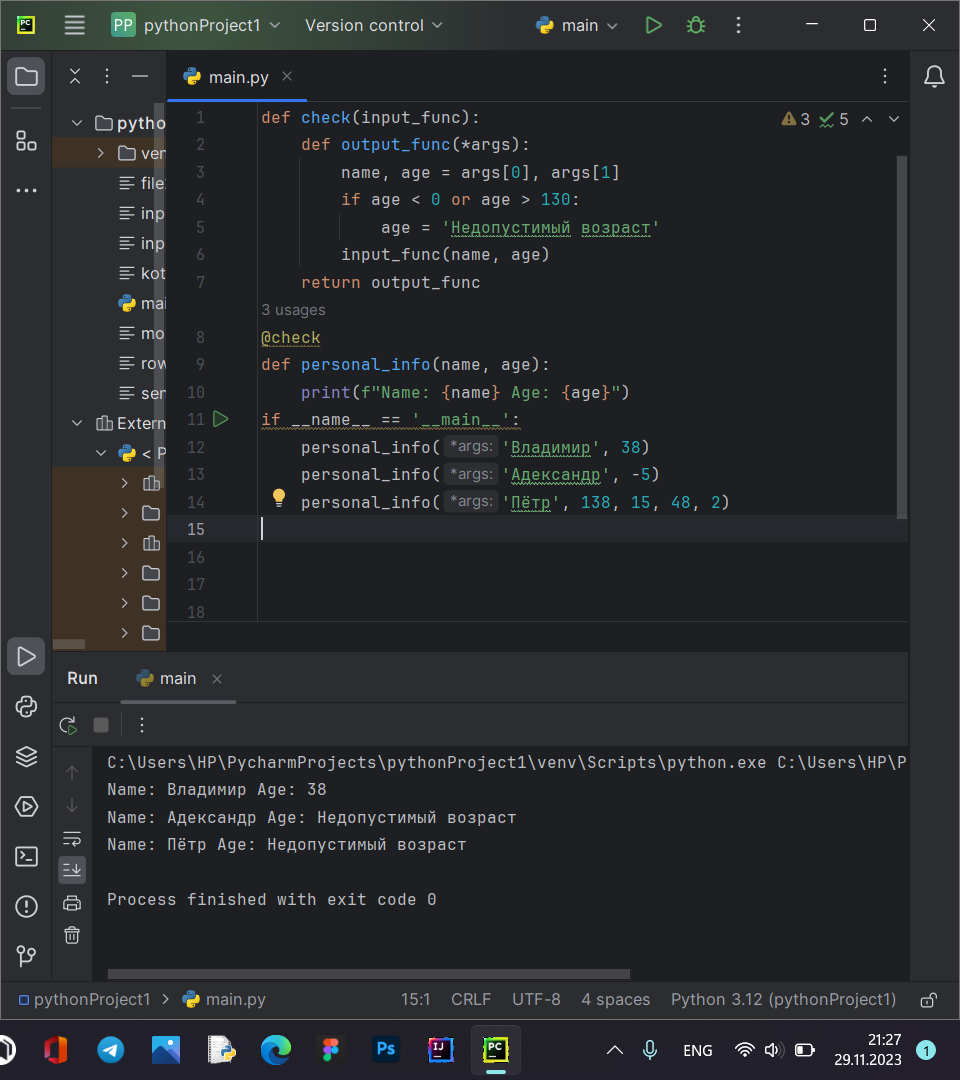 PC
PP pythonProject1 Version control main
main.py
pytho
ven
file
inp
inp
kot
mai
mo
row
sen
Extern
< P
3 5
1 def check(input_func):
2 def output_func(*args):
3 name, age = args[0], args[1]
4 if age < 0 or age > 130:
5 age = 'Недопустимый возраст'
6 input_func(name, age)
7 return output_func
3 usages
8 @check
9 def personal_info(name, age):
10 print(f"Name: {name} Age: {age}")
11 if __name__ == '__main__':
12 personal_info( *args: 'Владимир', 38)
13 personal_info( *args: 'Адександр', -5)
14 personal_info( *args: 'Пётр', 138, 15, 48, 2)
15
16
17
18
Run main
C:\Users\HP\PycharmProjects\pythonProject1\venv\Scripts\python.exe C:\Users\HP\P
Name: Владимир Age: 38
Name: Адександр Age: Недопустимый возраст
Name: Пётр Age: Недопустимый возраст
Process finished with exit code 0
pythonProject1 > main.py 15:1 CRLF UTF-8 4 spaces Python 3.12 (pythonProject1)
Ps IJ PC ENG 21:27
29.11.2023 1